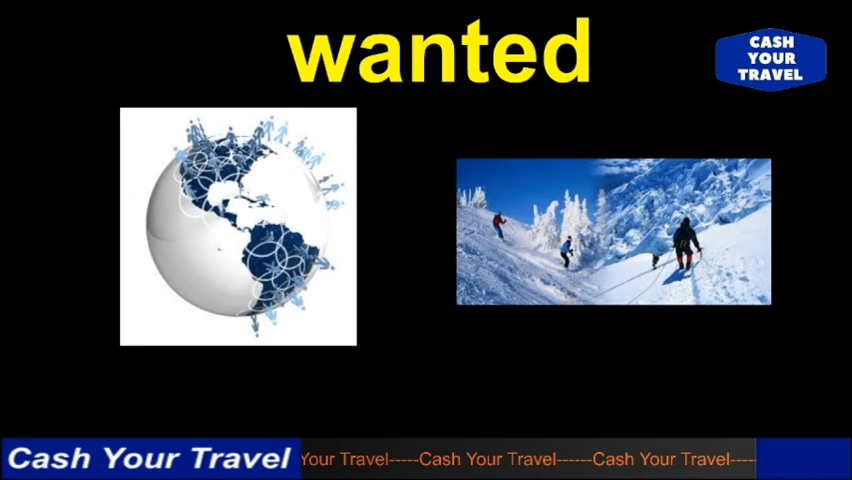 wanted
CASH
YOUR
TRAVEL
Cash Your Travel
Your Travel-----Cash Your Travel------Cash Your Travel----